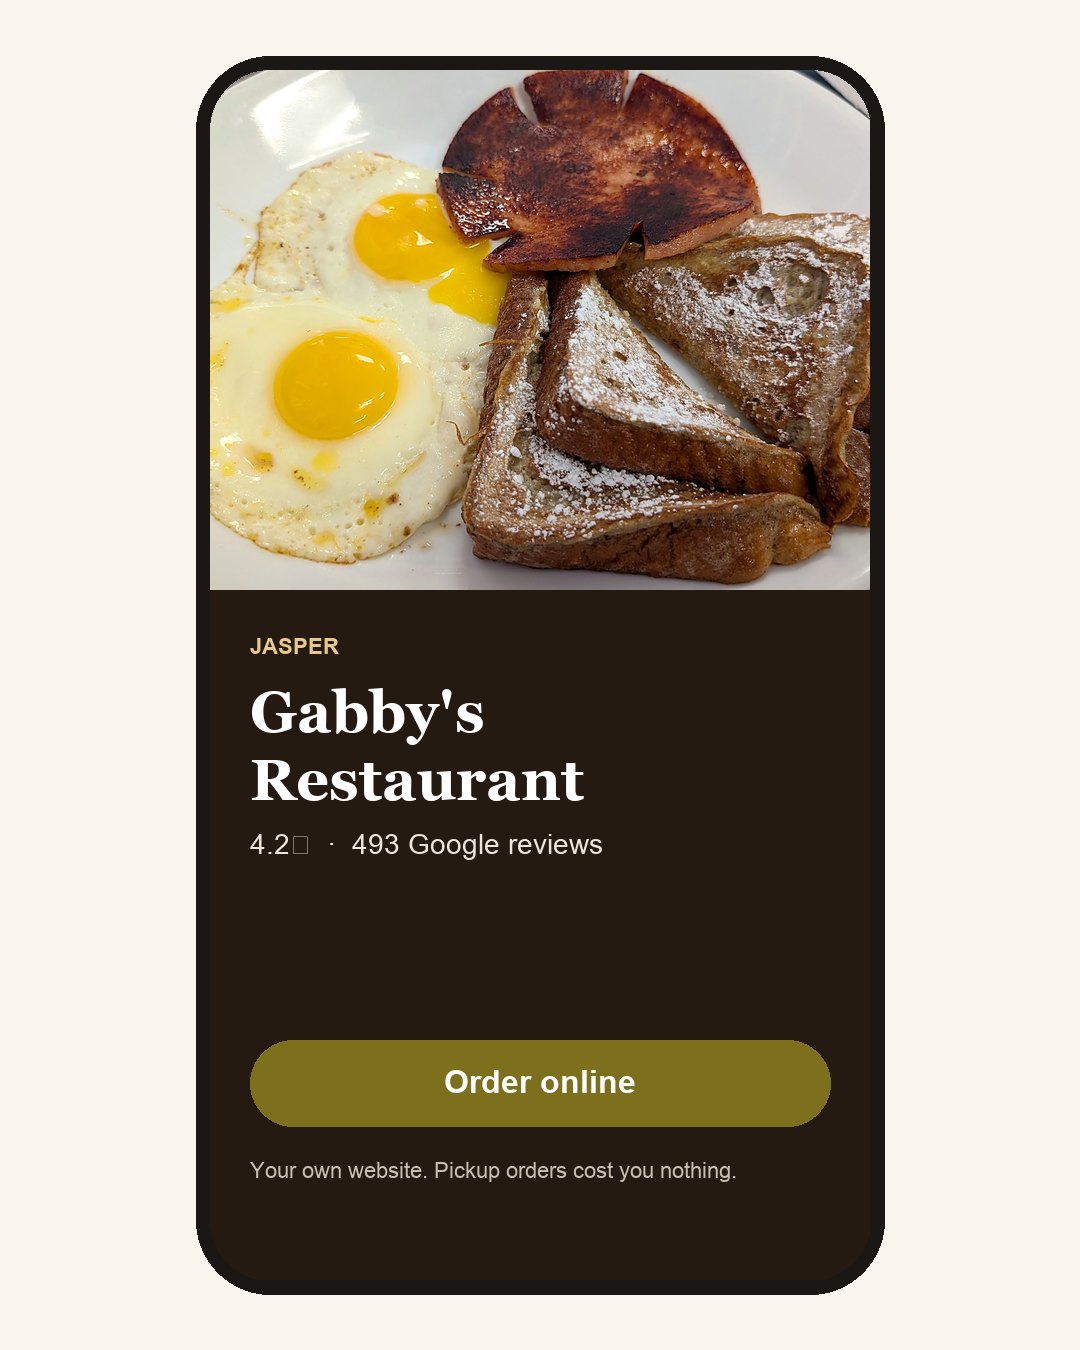 JASPER
Gabby's
Restaurant
4.2□ · 493 Google reviews
Order online
Your own website. Pickup orders cost you nothing.